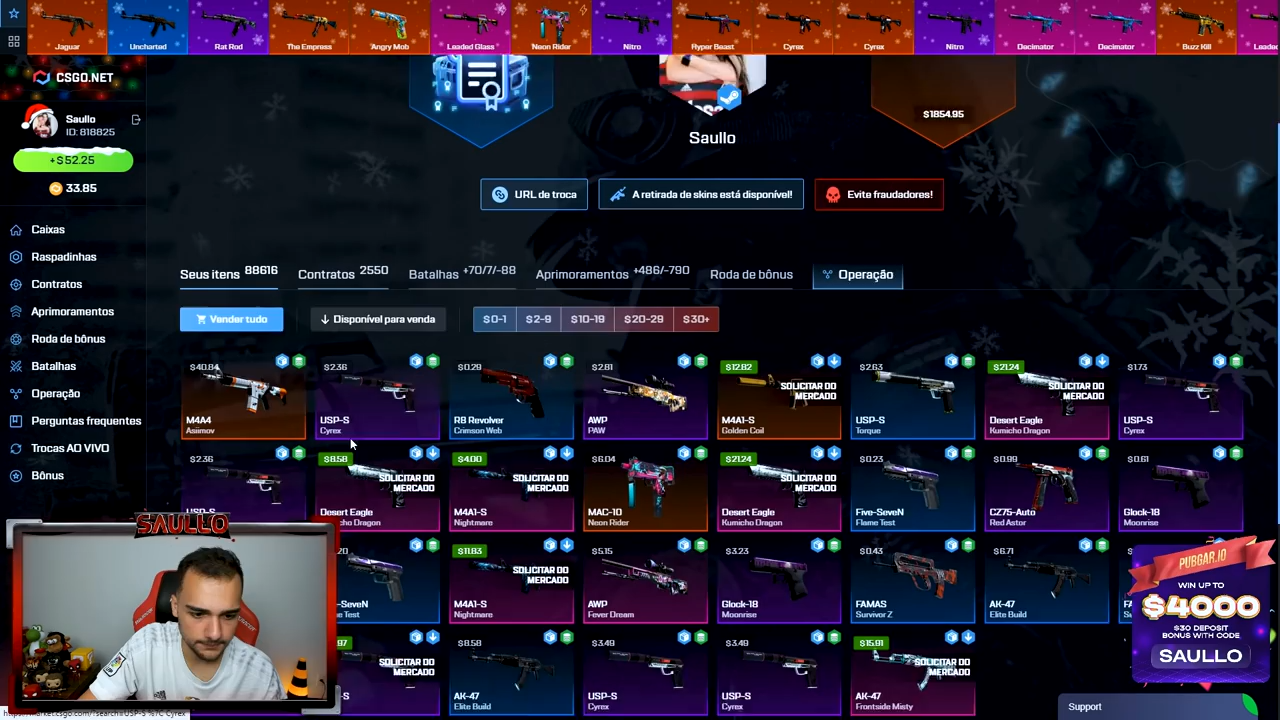 Jaguar
Uncharted
Rat Rod
The Empress
Angry Mob
Leaded Glass
Neon Rider
Nitro
Hyper Beast
Cyrex
Cyrex
Nitro
Decimator
Decimator
Buzz Kill
CSGO.NET
Saullo
ID: 818825
+$52.25
33.85
Caixas
Raspadinhas
Contratos
Aprimoramentos
Roda de bônus
Batalhas
Operação
Perguntas frequentes
Trocas AO VIVO
Bônus
Saullo
$1854.95
URL de troca
A retirada de skins está disponível!
Evite fraudadores!
Seus itens 88616
Contratos 2550
Batalhas +70/7/-88
Aprimoramentos +486/-790
Roda de bônus
Operação
Vender tudo
Disponível para venda
$0-1
$2-9
$10-19
$20-29
$30+
$40.84
M4A4
Asiimov
$2.36
USP-S
Cyrex
$0.29
R8 Revolver
Crimson Web
$2.81
AWP
PAW
$12.82
SOLICITAR DO
MERCADO
M4A1-S
Golden Coil
$2.63
USP-S
Torque
$21.24
SOLICITAR DO
MERCADO
Desert Eagle
Kumicho Dragon
$1.73
USP-S
Cyrex
$2.36
USP-S
$8.58
SOLICITAR DO
MERCADO
Desert Eagle
cho Dragon
$4.00
SOLICITAR DO
MERCADO
M4A1-S
Nightmare
$6.04
MAC-10
Neon Rider
$21.24
SOLICITAR DO
MERCADO
Desert Eagle
Kumicho Dragon
$0.23
Five-SeveN
Flame Test
$0.99
CZ75-Auto
Red Astor
$0.61
Glock-18
Moonrise
20
-SeveN
e Test
$11.83
SOLICITAR DO
MERCADO
M4A1-S
Nightmare
$5.15
AWP
Fever Dream
$3.23
Glock-18
Moonrise
$0.43
FAMAS
Survivor Z
$6.71
AK-47
Elite Build
97
SOLICITAR DO
MERCADO
-S
$8.58
AK-47
Elite Build
$3.49
USP-S
Cyrex
$3.49
USP-S
Cyrex
$15.91
SOLICITAR DO
MERCADO
AK-47
Frontside Misty
SAULLO
PUBGAR.IO
WIN UP TO
$4000
$30 DEPOSIT
BONUS WITH CODE
SAULLO
Support